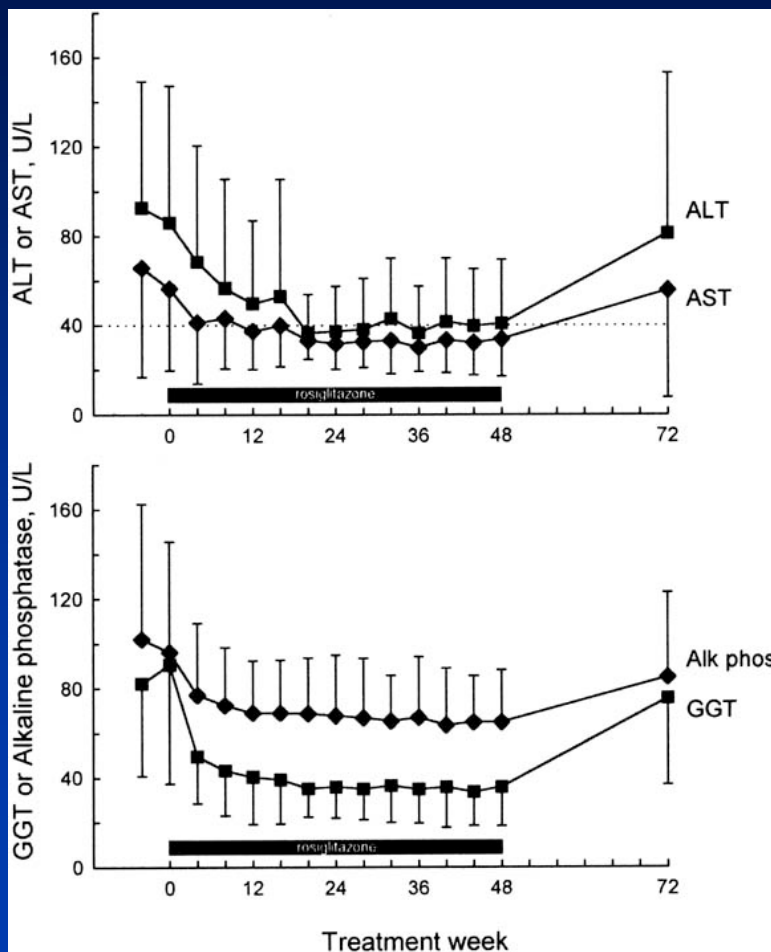 ALT or AST, U/L
160
120
80
40
0
ALT
AST
rosiglitazone
0
12
24
36
48
72
GGT or Alkaline phosphatase, U/L
160
120
80
40
0
Alk phos
GGT
rosiglitazone
0
12
24
36
48
72
Treatment week